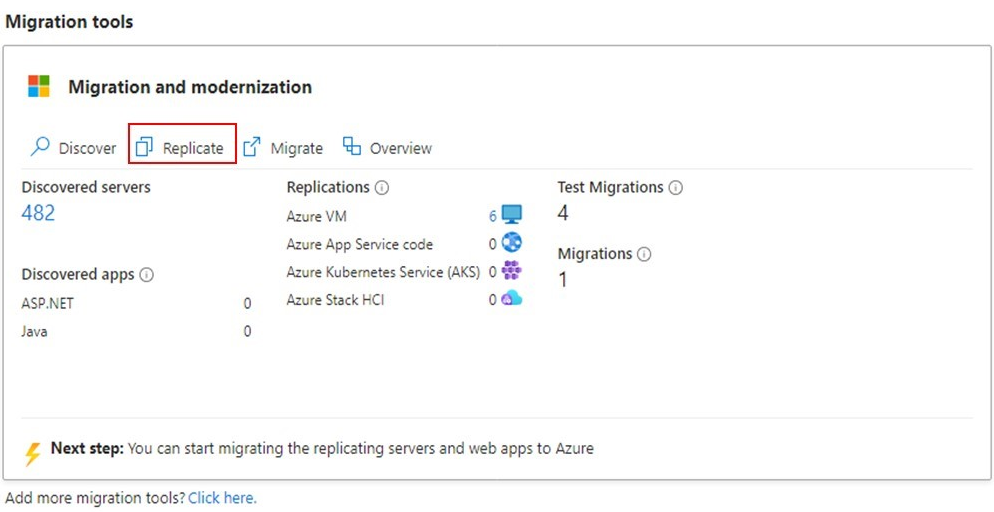 Migration tools
Migration and modernization
Discover Replicate Migrate Overview
Discovered servers
482
Discovered apps
ASP.NET 0
Java 0
Replications
Azure VM 6
Azure App Service code 0
Azure Kubernetes Service (AKS) 0
Azure Stack HCI 0
Test Migrations
4
Migrations
1
Next step: You can start migrating the replicating servers and web apps to Azure
Add more migration tools? Click here.